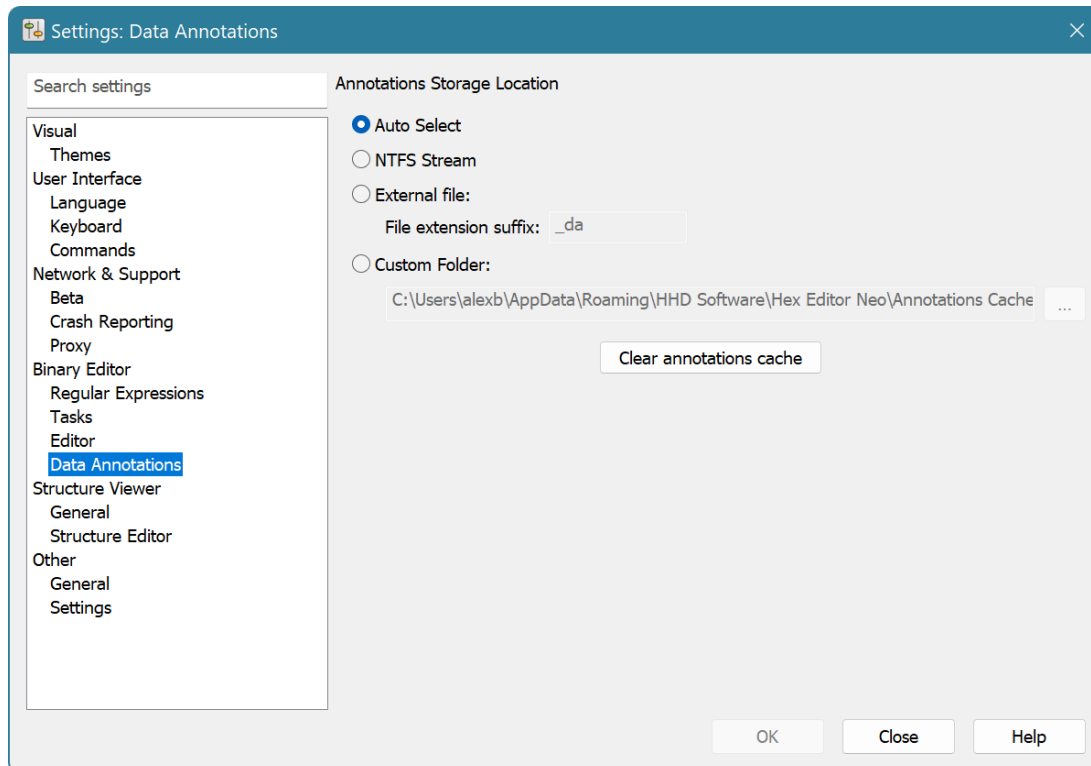 Settings: Data Annotations
Search settings
Visual
Themes
User Interface
Language
Keyboard
Commands
Network & Support
Beta
Crash Reporting
Proxy
Binary Editor
Regular Expressions
Tasks
Editor
Data Annotations
Structure Viewer
General
Structure Editor
Other
General
Settings
Annotations Storage Location
Auto Select
NTFS Stream
External file:
File extension suffix: _da
Custom Folder:
C:\Users\alexb\AppData\Roaming\HHD Software\Hex Editor Neo\Annotations Cache ...
Clear annotations cache
OK Close Help